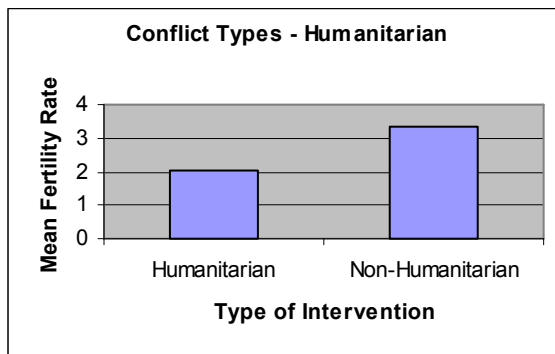 Conflict Types - Humanitarian
Mean Fertility Rate
4
3
2
1
0
Humanitarian Non-Humanitarian
Type of Intervention